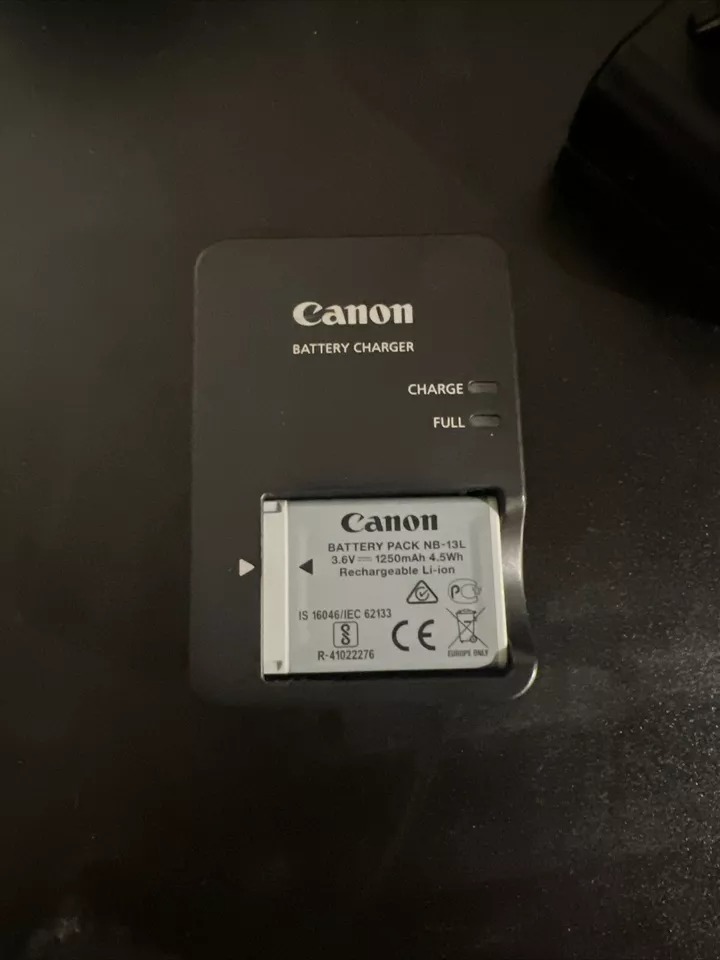 Canon
BATTERY CHARGER
CHARGE
FULL
Canon
BATTERY PACK NB-13L
3.6V⎓1250mAh 4.5Wh
Rechargeable Li-ion
IS 16046/IEC 62133
R-41022276
CE
EUROPE ONLY